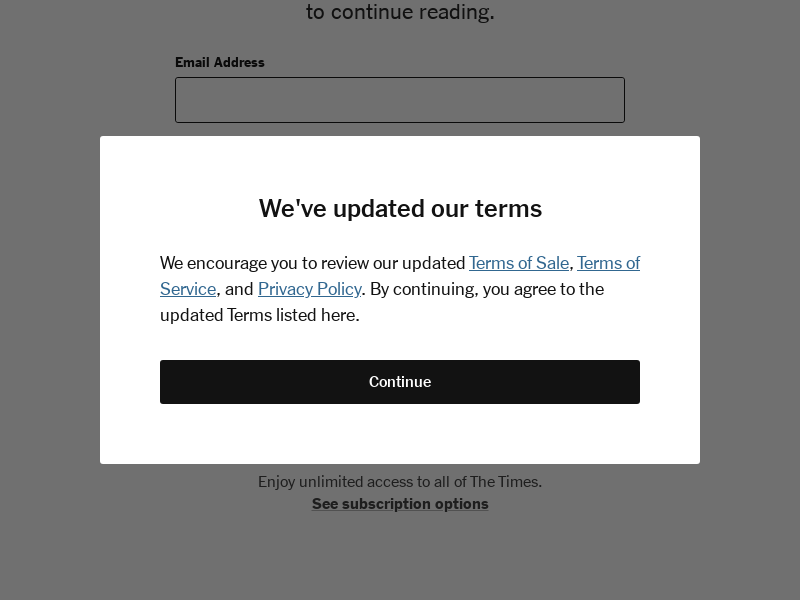 to continue reading.
Email Address
We've updated our terms
We encourage you to review our updated Terms of Sale, Terms of
Service, and Privacy Policy. By continuing, you agree to the
updated Terms listed here.
Continue
Enjoy unlimited access to all of The Times.
See subscription options